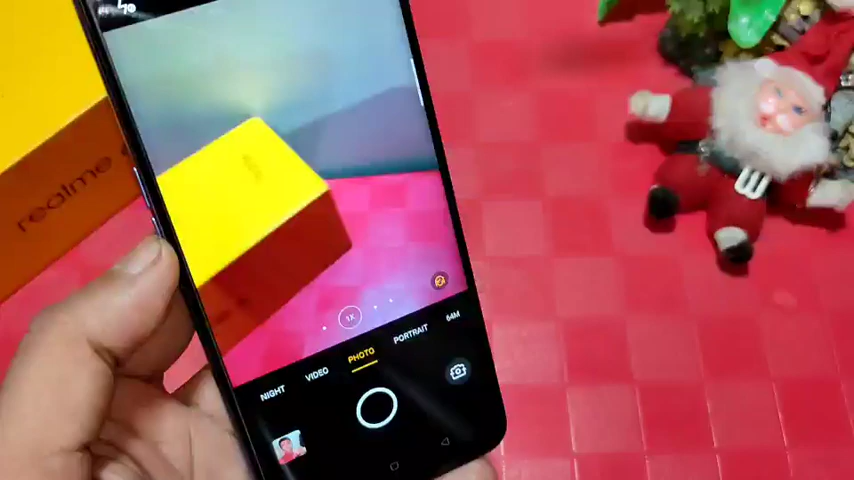 realme
1X
NIGHT
VIDEO
PHOTO
PORTRAIT
64M